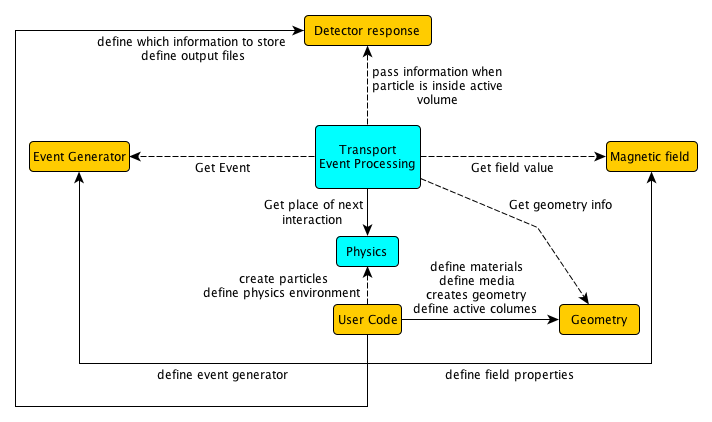 Detector response
define which information to store
define output files
pass information when
particle is inside active
volume
Transport
Event Processing
Event Generator
Get Event
Get field value
Magnetic field
Get place of next
interaction
Get geometry info
Physics
create particles
define physics environment
define materials
define media
creates geometry
define active columes
User Code
Geometry
define event generator
define field properties